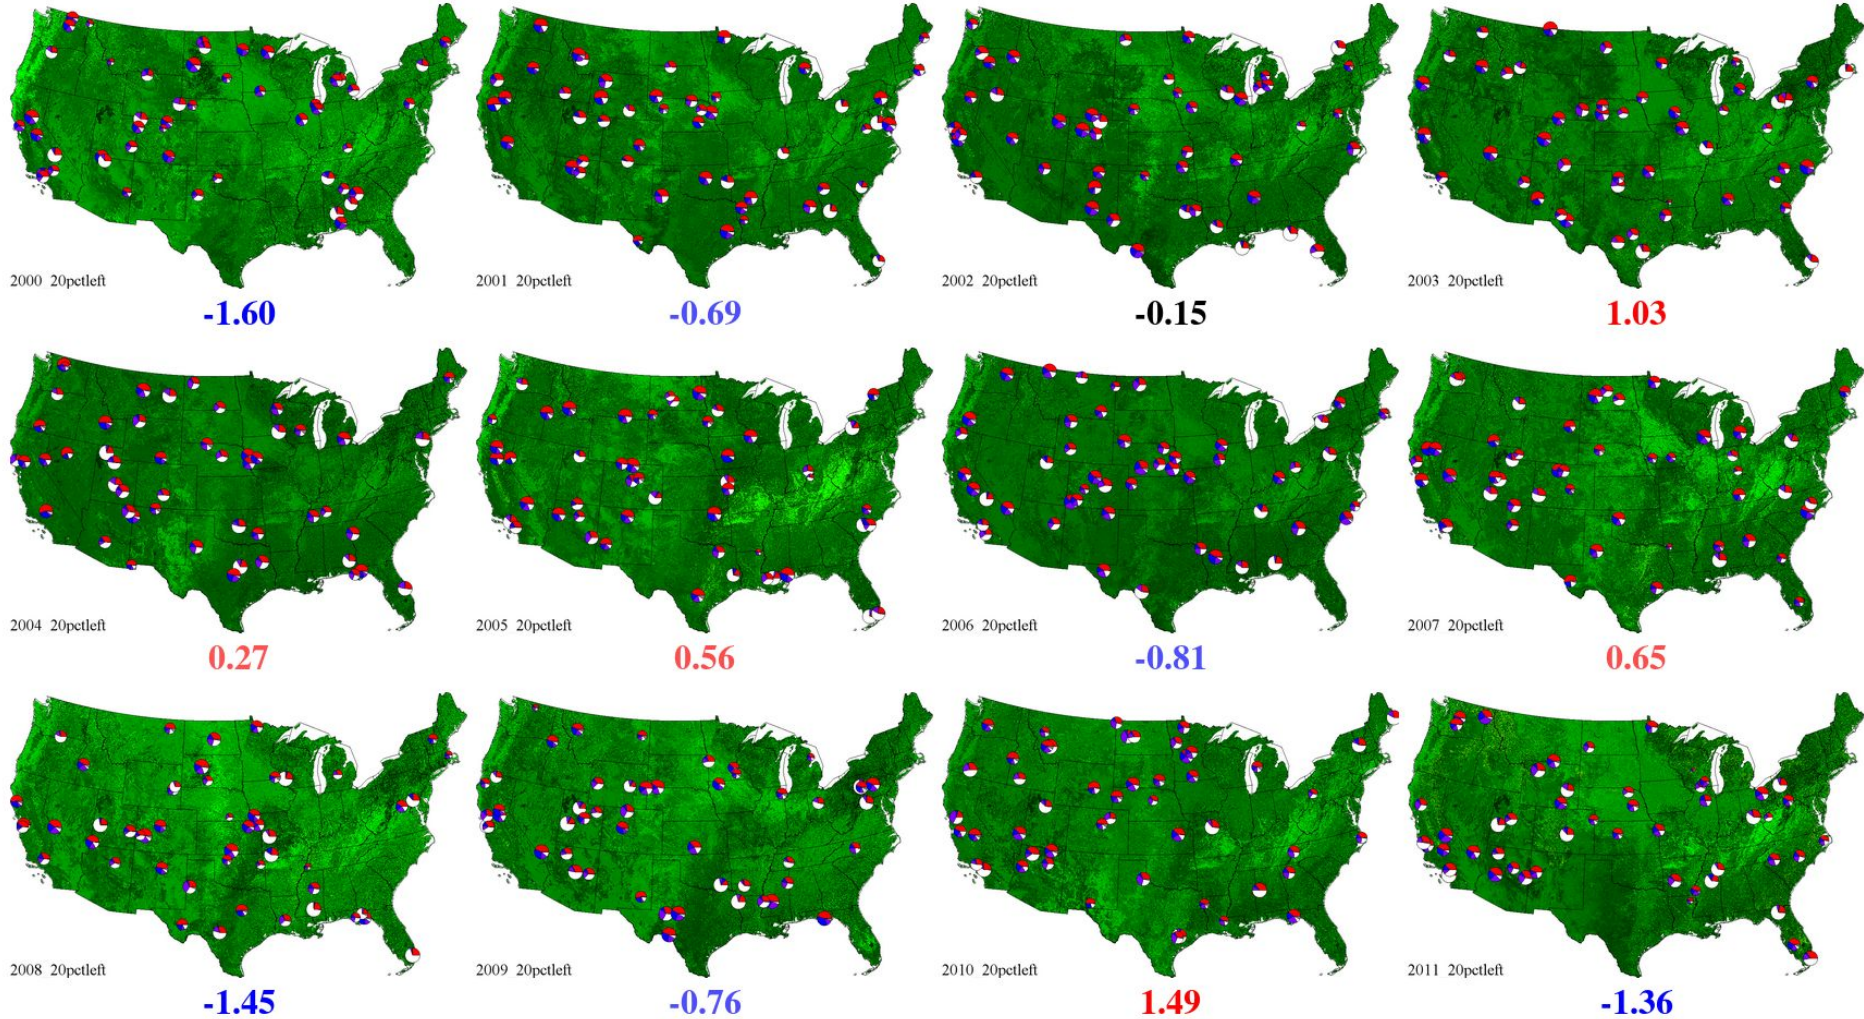 2000 20pctleft
-1.60
2001 20pctleft
-0.69
2002 20pctleft
-0.15
2003 20pctleft
1.03
2004 20pctleft
0.27
2005 20pctleft
0.56
2006 20pctleft
-0.81
2007 20pctleft
0.65
2008 20pctleft
-1.45
2009 20pctleft
-0.76
2010 20pctleft
1.49
2011 20pctleft
-1.36